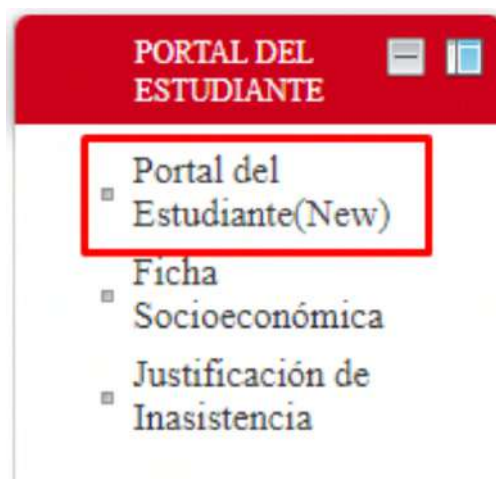 PORTAL DEL
ESTUDIANTE
Portal del
Estudiante(New)
Ficha
Socioeconómica
Justificación de
Inasistencia